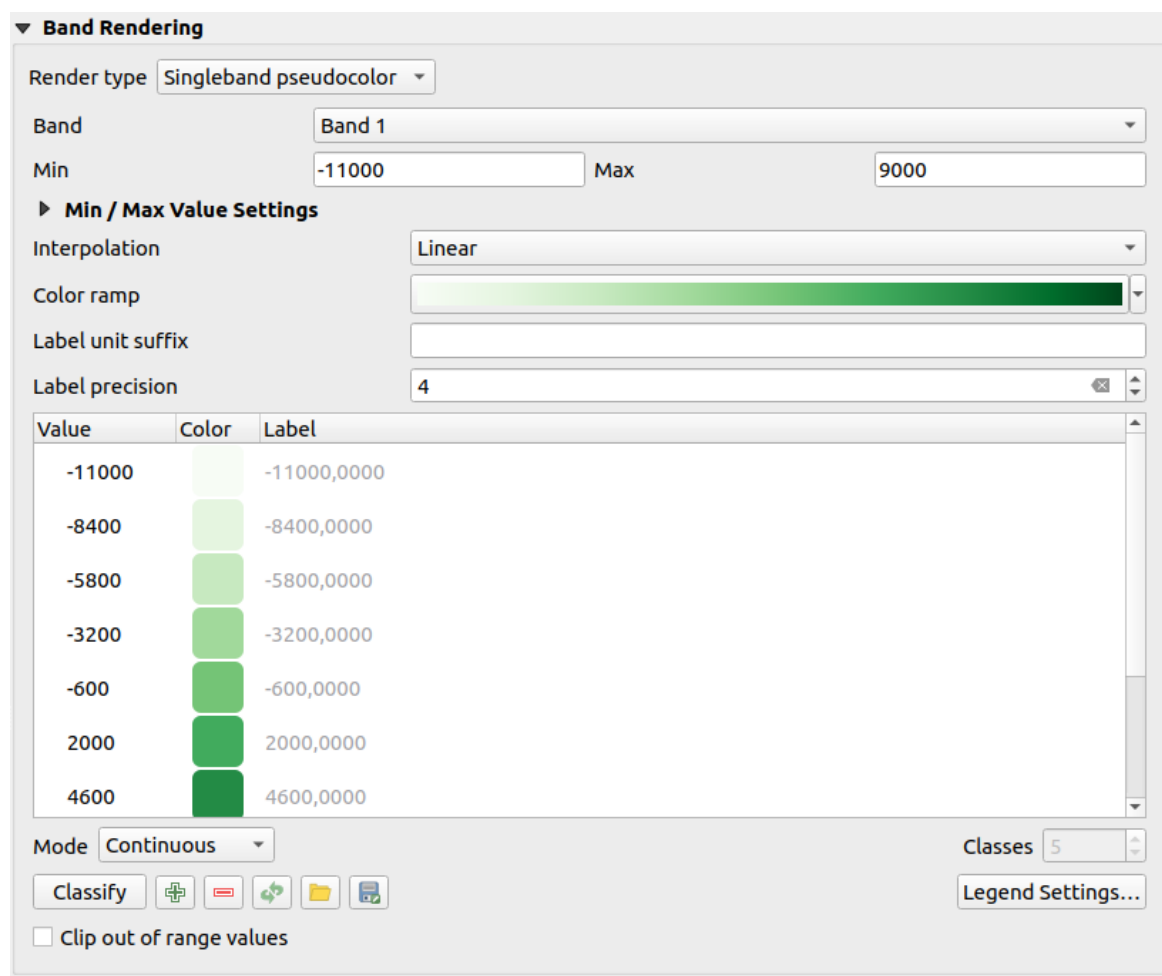 Band Rendering
Render type Singleband pseudocolor
Band Band 1
Min -11000 Max 9000
Min / Max Value Settings
Interpolation Linear
Color ramp
Label unit suffix
Label precision 4
Value Color Label
-11000 -11000,0000
-8400 -8400,0000
-5800 -5800,0000
-3200 -3200,0000
-600 -600,0000
2000 2000,0000
4600 4600,0000
Mode Continuous Classes 5
Classify Legend Settings...
Clip out of range values